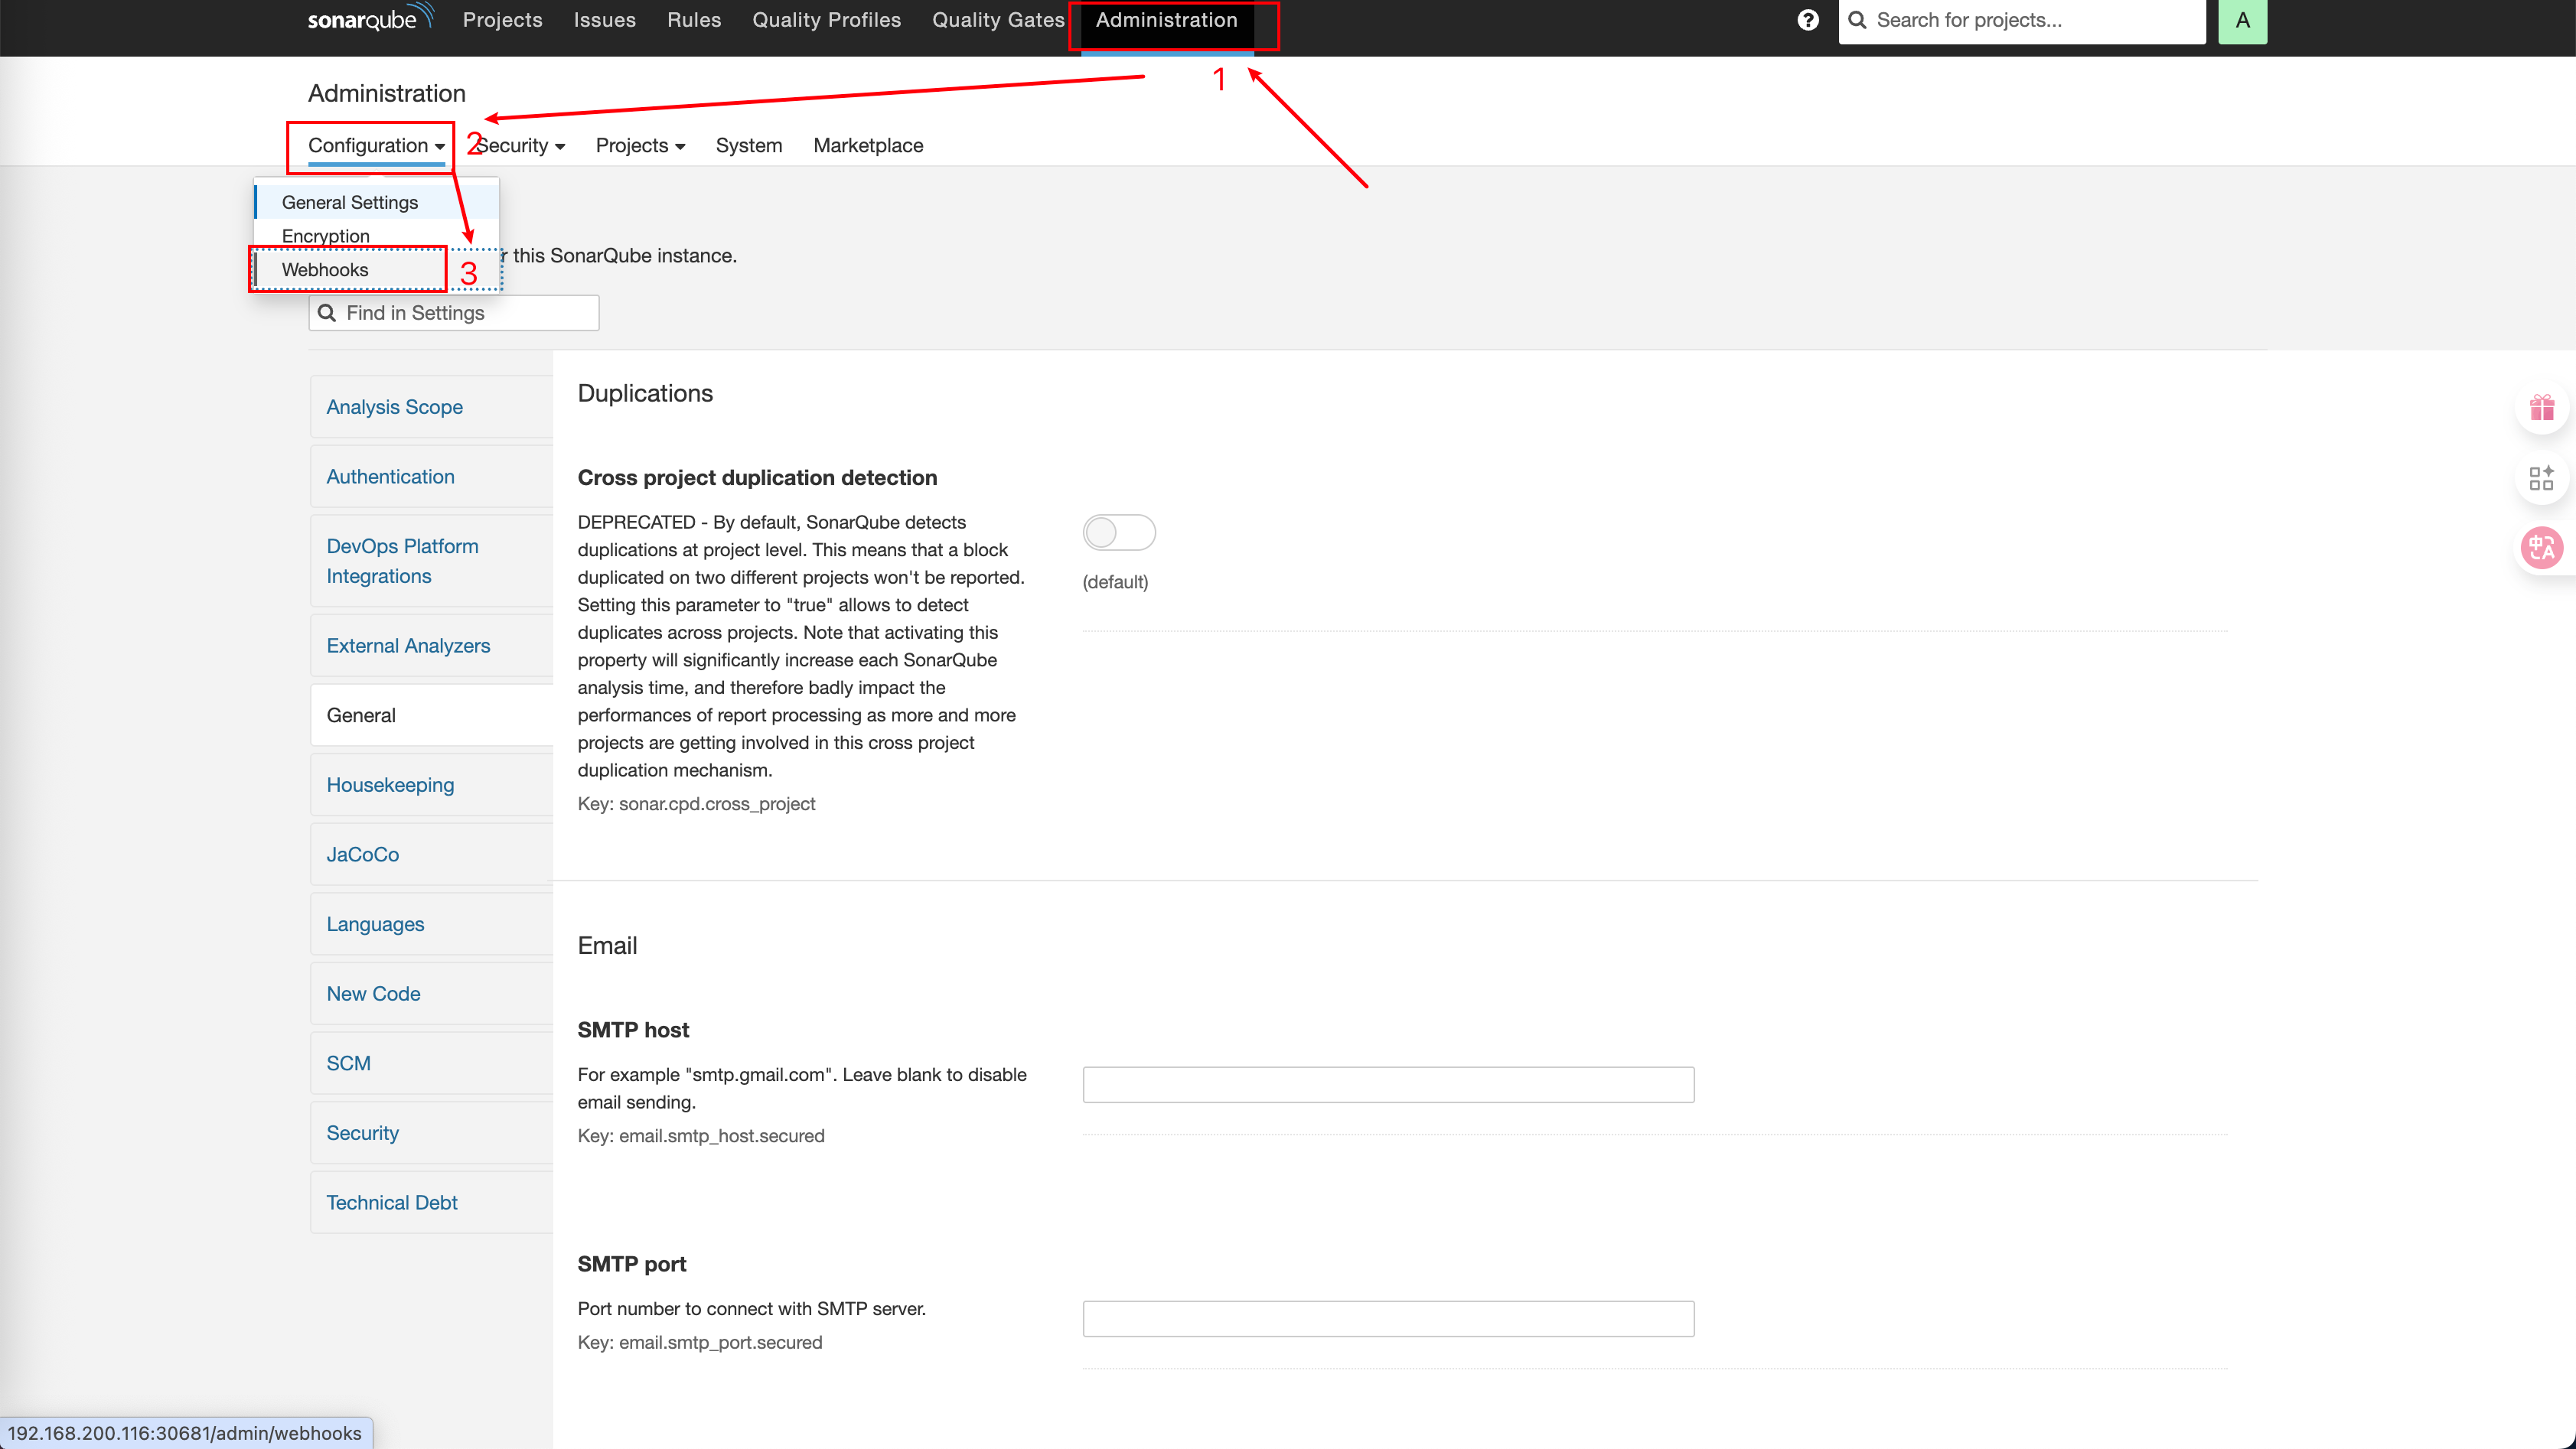 sonarqube Projects Issues Rules Quality Profiles Quality Gates Administration ? Search for projects... A
1
Administration
Configuration 2 Security Projects System Marketplace
General Settings
Encryption
this SonarQube instance.
Webhooks 3
Find in Settings
Analysis Scope
Authentication
DevOps Platform
Integrations
External Analyzers
General
Housekeeping
JaCoCo
Languages
New Code
SCM
Security
Technical Debt
Duplications
Cross project duplication detection
DEPRECATED - By default, SonarQube detects
duplications at project level. This means that a block
duplicated on two different projects won't be reported.
Setting this parameter to "true" allows to detect
duplicates across projects. Note that activating this
property will significantly increase each SonarQube
analysis time, and therefore badly impact the
performances of report processing as more and more
projects are getting involved in this cross project
duplication mechanism.
Key: sonar.cpd.cross_project
(default)
Email
SMTP host
For example "smtp.gmail.com". Leave blank to disable
email sending.
Key: email.smtp_host.secured
SMTP port
Port number to connect with SMTP server.
Key: email.smtp_port.secured
中A
192.168.200.116:30681/admin/webhooks